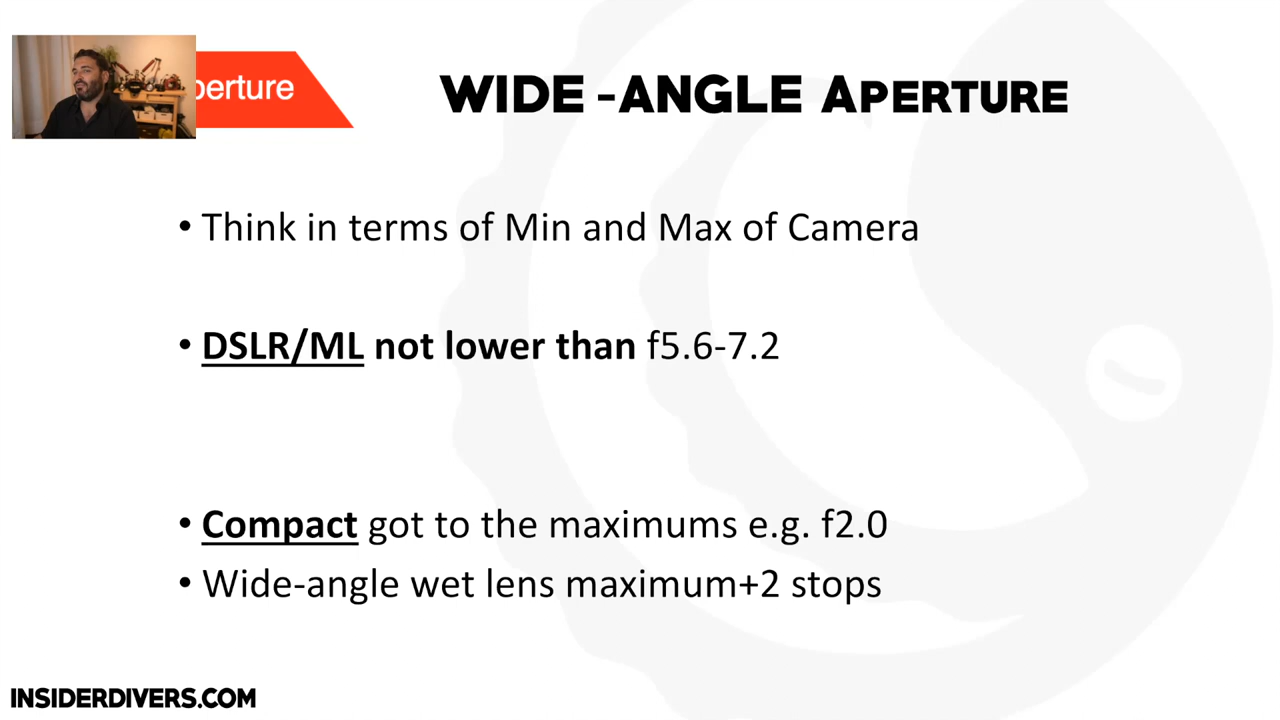 perture
WIDE-ANGLE APERTURE
• Think in terms of Min and Max of Camera
• DSLR/ML not lower than f5.6-7.2
• Compact got to the maximums e.g. f2.0
• Wide-angle wet lens maximum+2 stops
INSIDERDIVERS.COM